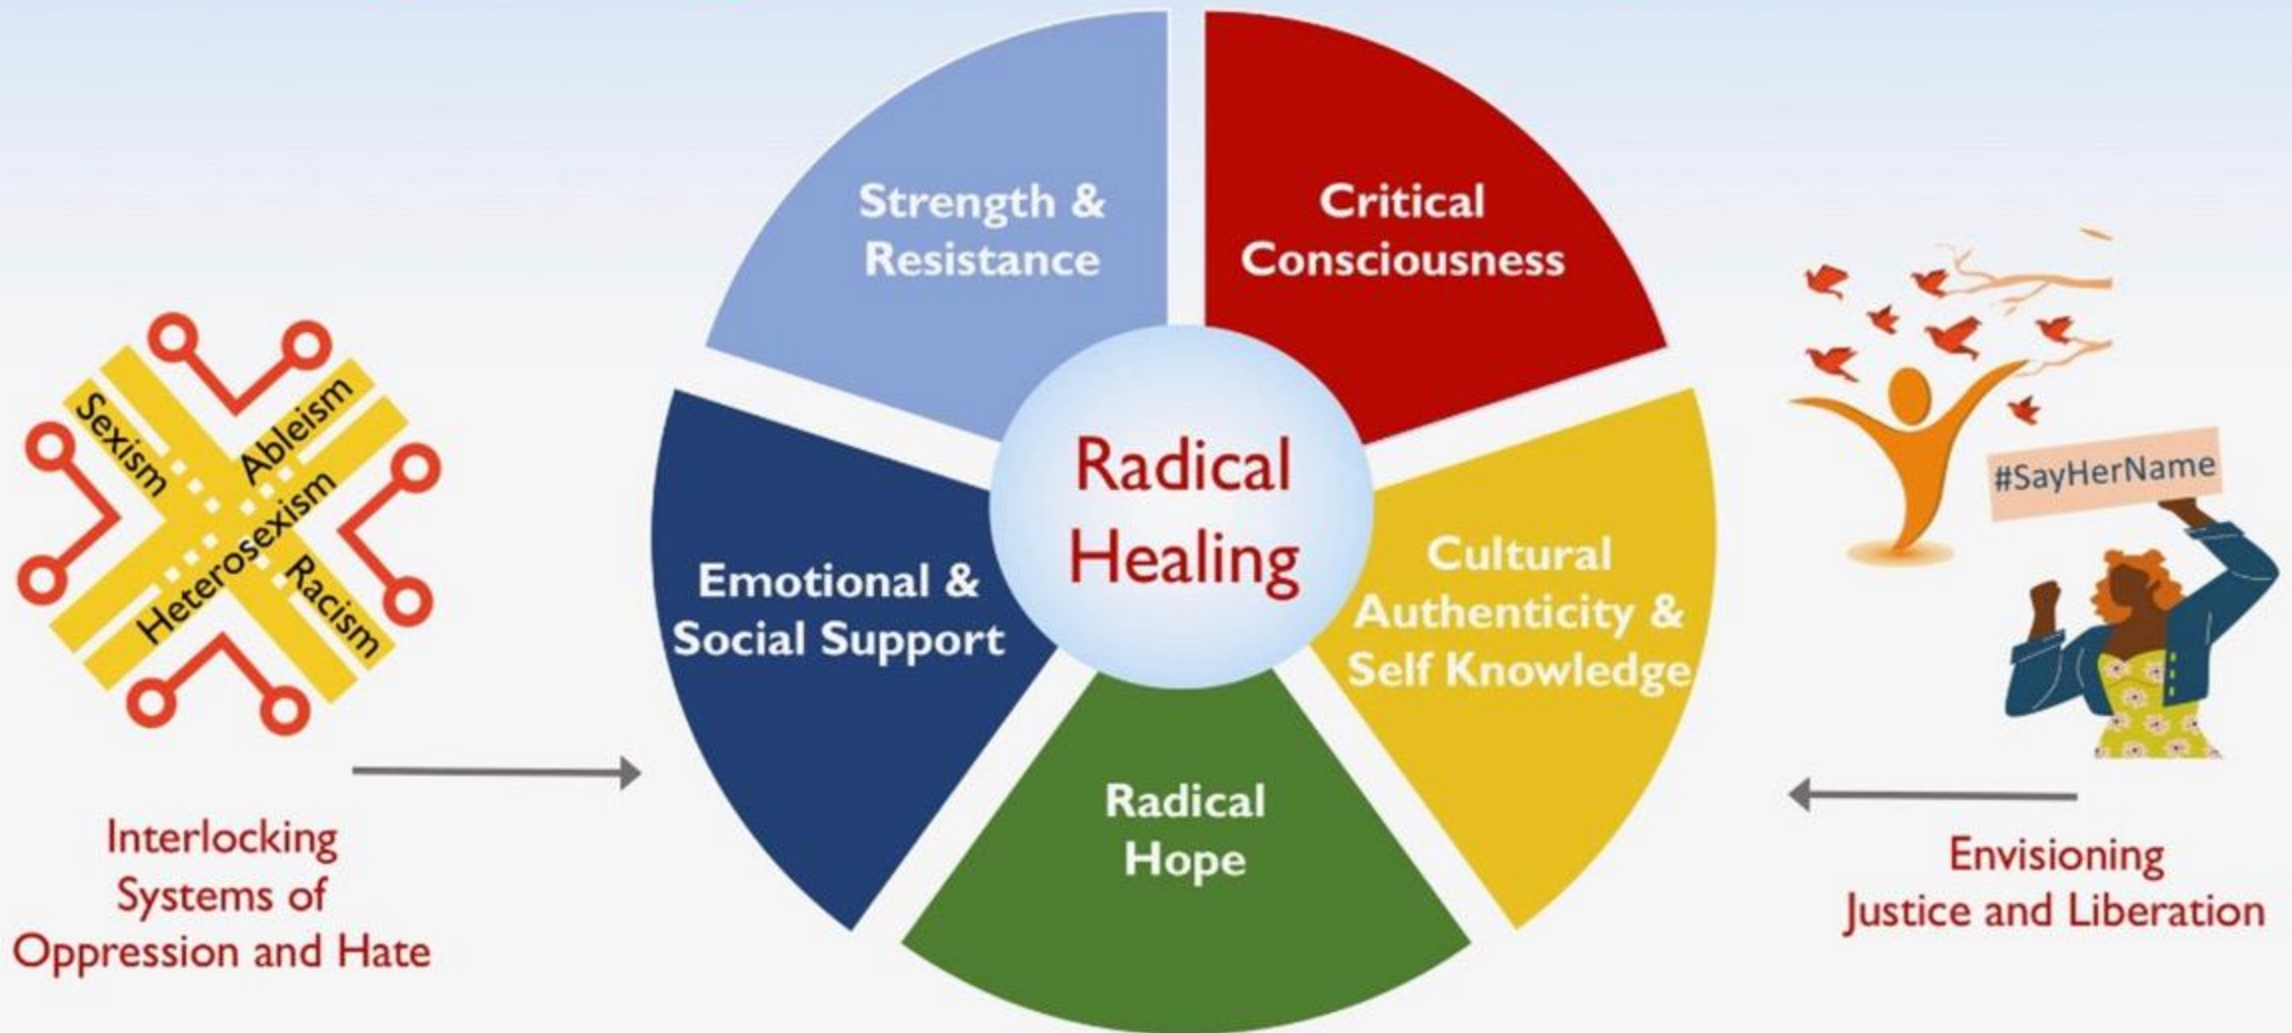 Strength &
Resistance
Critical
Consciousness
Sexism
Ableism
Heterosexism
Racism
Radical
Healing
#SayHerName
Emotional &
Social Support
Cultural
Authenticity &
Self Knowledge
Radical
Hope
Interlocking
Systems of
Oppression and Hate
Envisioning
Justice and Liberation